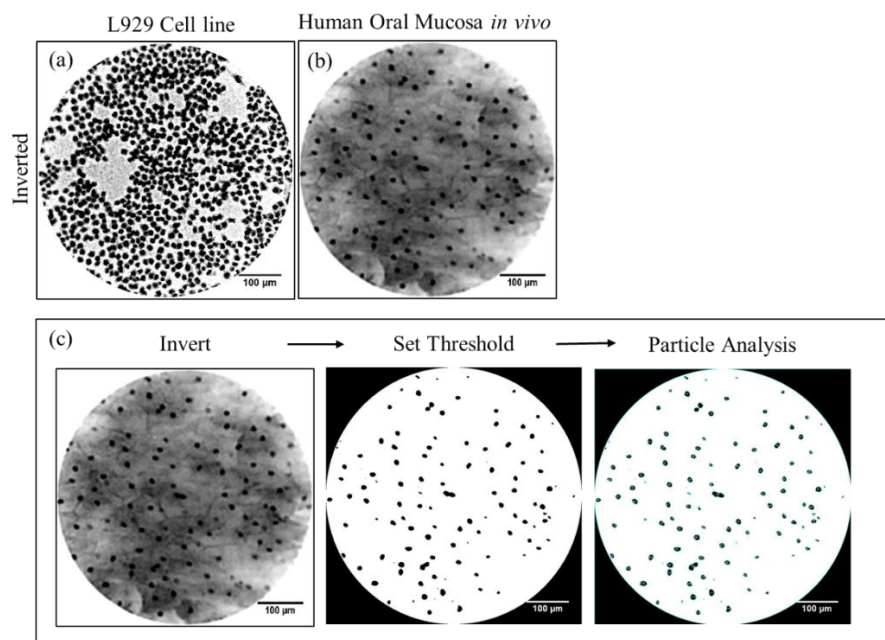 L929 Cell line
Human Oral Mucosa in vivo
Inverted
(a)
(b)
100 µm
100 µm
(c)
Invert
Set Threshold
Particle Analysis
100 µm
100 µm
100 µm